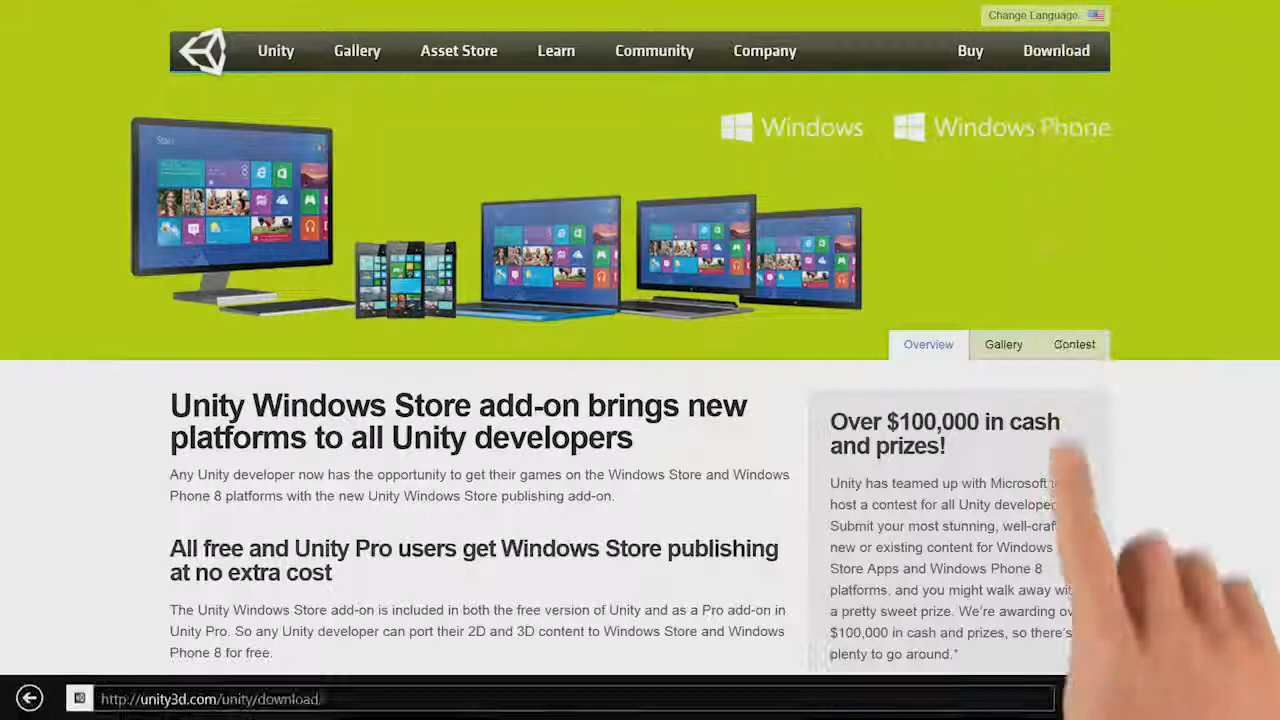 Change Language
Unity Gallery Asset Store Learn Community Company Buy Download
Windows Windows Phone
Start
Overview Gallery Contest
Unity Windows Store add-on brings new
platforms to all Unity developers
Any Unity developer now has the opportunity to get their games on the Windows Store and Windows
Phone 8 platforms with the new Unity Windows Store publishing add-on.
All free and Unity Pro users get Windows Store publishing
at no extra cost
The Unity Windows Store add-on is included in both the free version of Unity and as a Pro add-on in
Unity Pro. So any Unity developer can port their 2D and 3D content to Windows Store and Windows
Phone 8 for free.
Over $100,000 in cash
and prizes!
Unity has teamed up with Microsoft
host a contest for all Unity developer
Submit your most stunning, well-craf
new or existing content for Windows
Store Apps and Windows Phone 8
platforms, and you might walk away wi
a pretty sweet prize. We're awarding ov
$100,000 in cash and prizes, so there's
plenty to go around.*
http://unity3d.com/unity/download